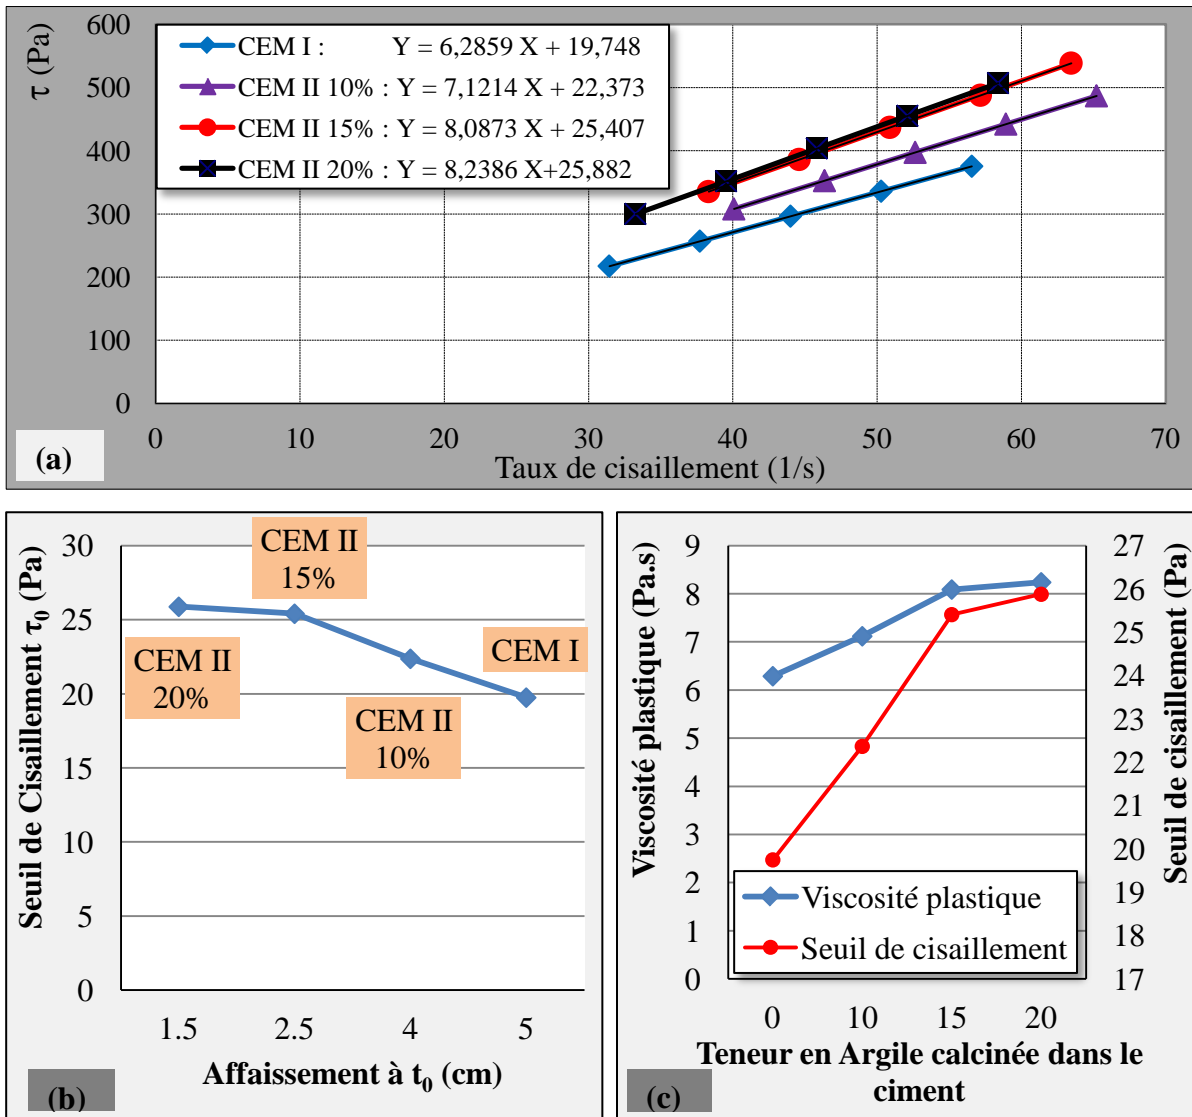 600
500
400
300
200
100
0
τ (Pa)
CEM I : Y = 6,2859 X + 19,748
CEM II 10% : Y = 7,1214 X + 22,373
CEM II 15% : Y = 8,0873 X + 25,407
CEM II 20% : Y = 8,2386 X+25,882
0 10 20 30 40 50 60 70
Taux de cisaillement (1/s)
(a)
Seuil de Cisaillement τ0 (Pa)
30
25
20
15
10
5
0
CEM II
15%
CEM II
20%
CEM I
CEM II
10%
1.5 2.5 4 5
Affaissement à t0 (cm)
(b)
Viscosité plastique (Pa.s)
9
8
7
6
5
4
3
2
1
0
27
26
25
24
23
22
21
20
19
18
17
Seuil de cisaillement (Pa)
Viscosité plastique
Seuil de cisaillement
0 10 15 20
Teneur en Argile calcinée dans le
ciment
(c)